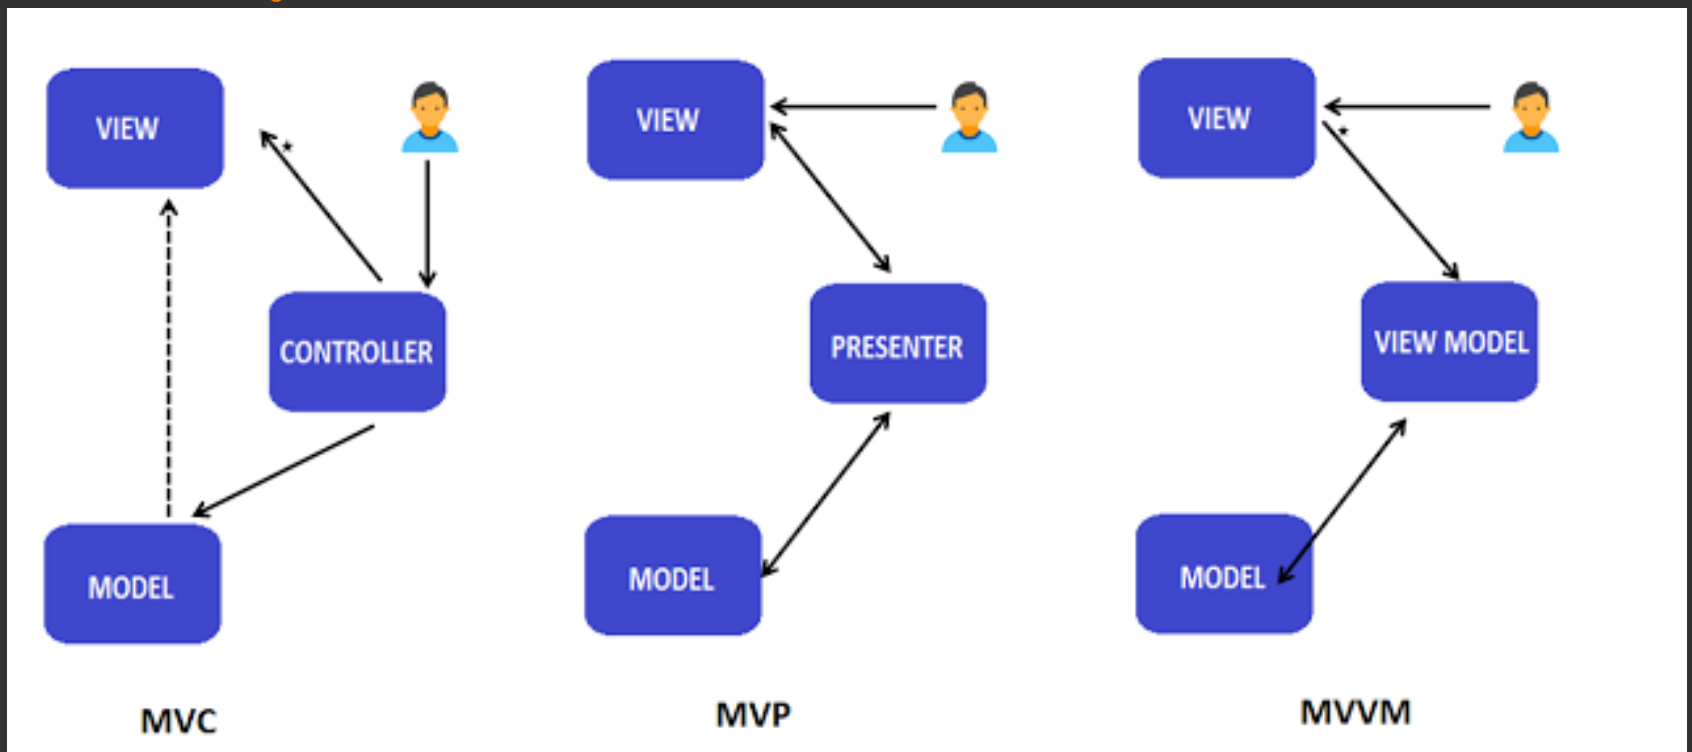 VIEW
CONTROLLER
MODEL
MVC
VIEW
PRESENTER
MODEL
MVP
VIEW
VIEW MODEL
MODEL
MVVM